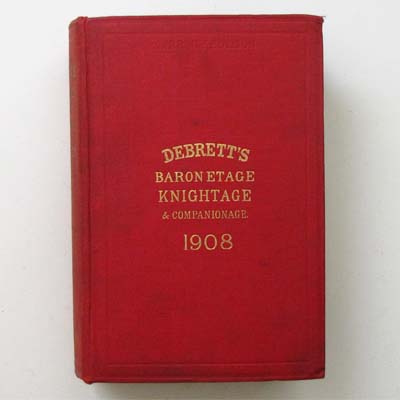 DEBRETT'S
BARONETAGE
KNIGHTAGE
& COMPANIONAGE.
1908